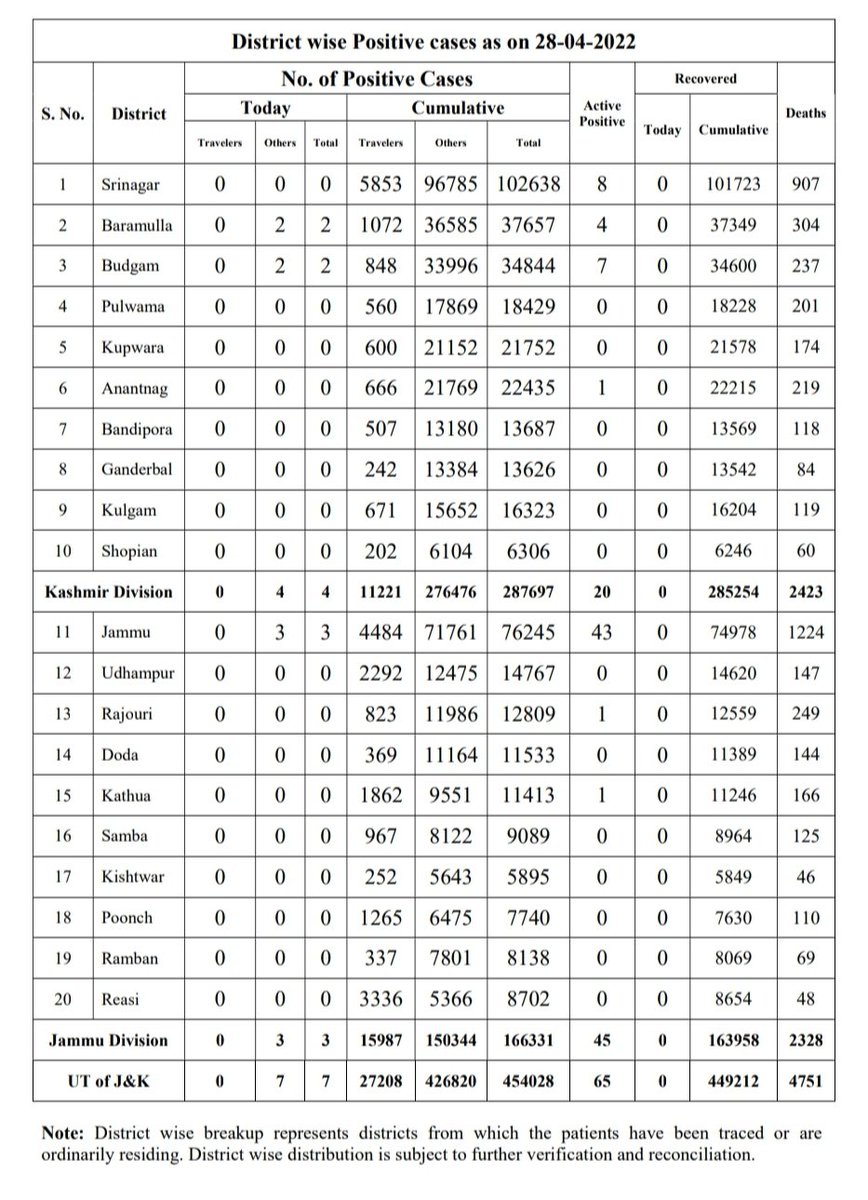 District wise Positive cases as on 28-04-2022
S. No. District No. of Positive Cases Active Positive Recovered Deaths
Today Cumulative Today Cumulative
Travelers Others Total Travelers Others Total
1 Srinagar 0 0 0 5853 96785 102638 8 0 101723 907
2 Baramulla 0 2 2 1072 36585 37657 4 0 37349 304
3 Budgam 0 2 2 848 33996 34844 7 0 34600 237
4 Pulwama 0 0 0 560 17869 18429 0 0 18228 201
5 Kupwara 0 0 0 600 21152 21752 0 0 21578 174
6 Anantnag 0 0 0 666 21769 22435 1 0 22215 219
7 Bandipora 0 0 0 507 13180 13687 0 0 13569 118
8 Ganderbal 0 0 0 242 13384 13626 0 0 13542 84
9 Kulgam 0 0 0 671 15652 16323 0 0 16204 119
10 Shopian 0 0 0 202 6104 6306 0 0 6246 60
Kashmir Division 0 4 4 11221 276476 287697 20 0 285254 2423
11 Jammu 0 3 3 4484 71761 76245 43 0 74978 1224
12 Udhampur 0 0 0 2292 12475 14767 0 0 14620 147
13 Rajouri 0 0 0 823 11986 12809 1 0 12559 249
14 Doda 0 0 0 369 11164 11533 0 0 11389 144
15 Kathua 0 0 0 1862 9551 11413 1 0 11246 166
16 Samba 0 0 0 967 8122 9089 0 0 8964 125
17 Kishtwar 0 0 0 252 5643 5895 0 0 5849 46
18 Poonch 0 0 0 1265 6475 7740 0 0 7630 110
19 Ramban 0 0 0 337 7801 8138 0 0 8069 69
20 Reasi 0 0 0 3336 5366 8702 0 0 8654 48
Jammu Division 0 3 3 15987 150344 166331 45 0 163958 2328
UT of J&K 0 7 7 27208 426820 454028 65 0 449212 4751
Note: District wise breakup represents districts from which the patients have been traced or are
ordinarily residing. District wise distribution is subject to further verification and reconciliation.